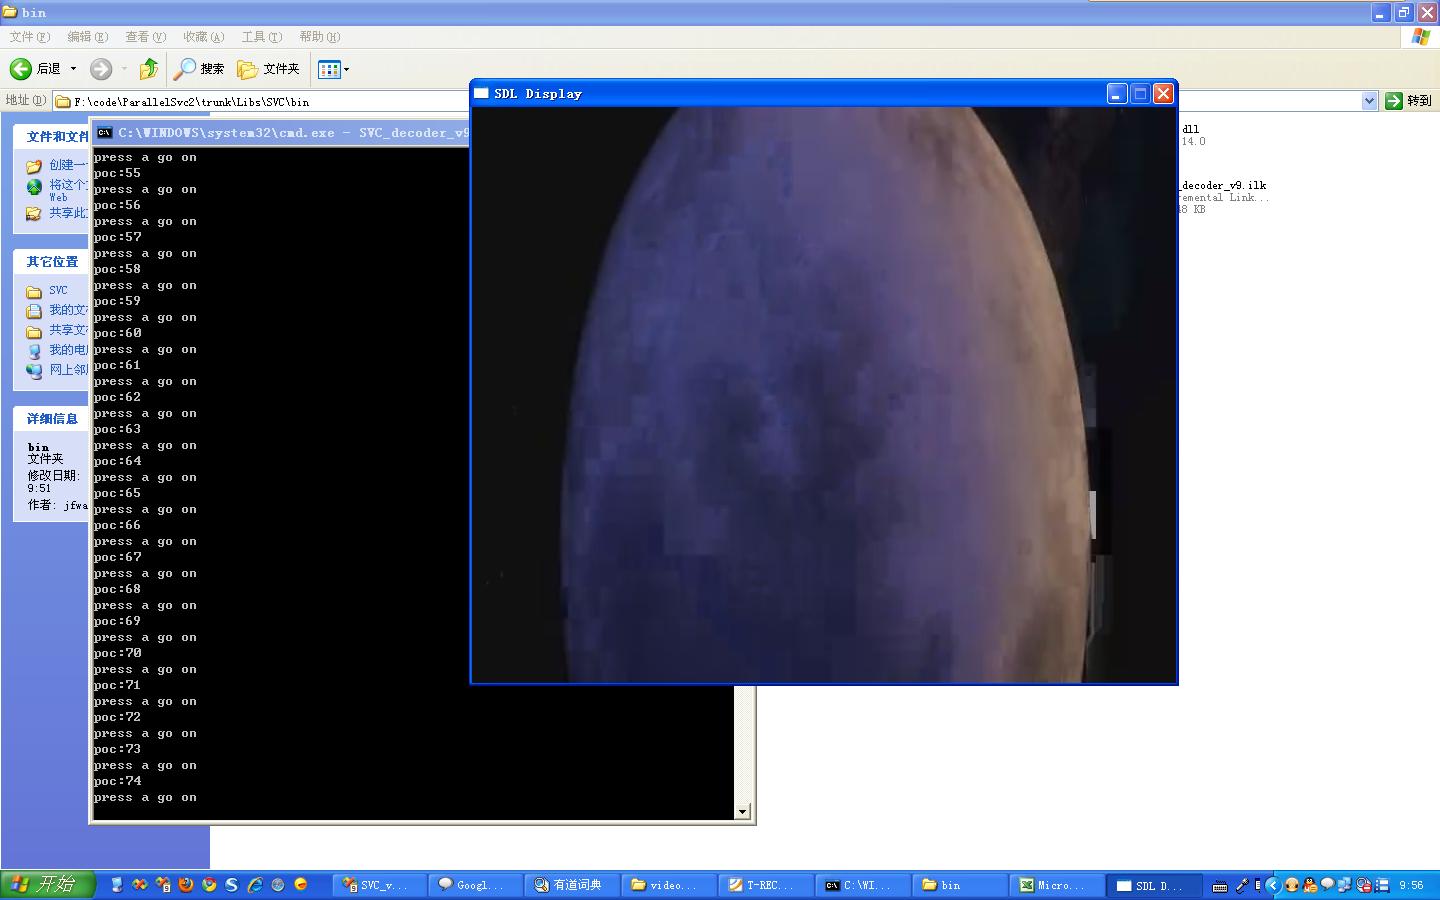 bin
文件(F) 编辑(E) 查看(V) 收藏(A) 工具(T) 帮助(H)
后退 搜索 文件夹
地址(D) F:\code\ParallelSvc2\trunk\Libs\SVC\bin 转到
文件和文件
创建一
将这个
Web
共享此
其它位置
SVC
我的文
共享文
我的电
网上邻
详细信息
bin
文件夹
修改日期:
9:51
作者: jfwa
C:\WINDOWS\system32\cmd.exe - SVC_decoder_v9
press a go on
poc:55
press a go on
poc:56
press a go on
poc:57
press a go on
poc:58
press a go on
poc:59
press a go on
poc:60
press a go on
poc:61
press a go on
poc:62
press a go on
poc:63
press a go on
poc:64
press a go on
poc:65
press a go on
poc:66
press a go on
poc:67
press a go on
poc:68
press a go on
poc:69
press a go on
poc:70
press a go on
poc:71
press a go on
poc:72
press a go on
poc:73
press a go on
poc:74
press a go on
SDL Display
dll
14.0
_decoder_v9.ilk
remental Link...
48 KB
开始 SVC_v... Googl... 有道词典 video... T-REC... C:\WI... bin Micro... SDL D... 9:56